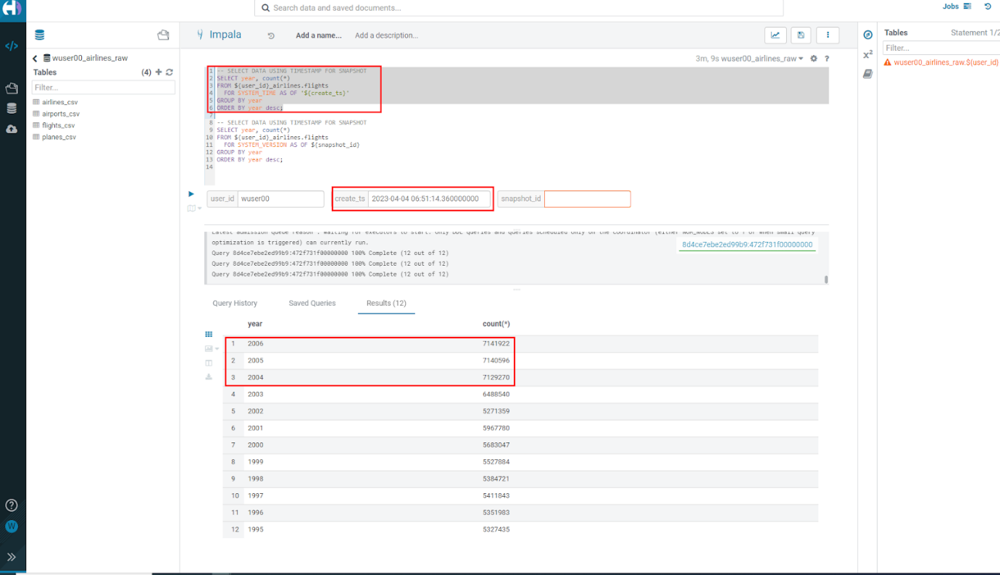 Search data and saved documents...
Jobs
Impala
Add a name...
Add a description...
Tables
Statement 1/2
Filter...
wuser00_airlines_raw.${user_id}
wuser00_airlines_raw
Tables
(4)
Filter...
airlines_csv
airports_csv
flights_csv
planes_csv
3m, 9s wuser00_airlines_raw
?
x²
1 -- SELECT DATA USING TIMESTAMP FOR SNAPSHOT
2 SELECT year, count(*)
3 FROM ${user_id}_airlines.flights
4 FOR SYSTEM_TIME AS OF '${create_ts}'
5 GROUP BY year
6 ORDER BY year desc;
7
8 -- SELECT DATA USING TIMESTAMP FOR SNAPSHOT
9 SELECT year, count(*)
10 FROM ${user_id}_airlines.flights
11 FOR SYSTEM_VERSION AS OF ${snapshot_id}
12 GROUP BY year
13 ORDER BY year desc;
14
user_id wuser00
create_ts 2023-04-04 06:51:14.360000000
snapshot_id
Latest admission queue reason : waiting for executors to start. Only DDL queries and queries scheduled only on the coordinator (either NUM_NODES set to 1 or when small query
optimization is triggered) can currently run.
Query 8d4ce7ebe2ed99b9:472f731f00000000 100% Complete (12 out of 12)
Query 8d4ce7ebe2ed99b9:472f731f00000000 100% Complete (12 out of 12)
Query 8d4ce7ebe2ed99b9:472f731f00000000 100% Complete (12 out of 12)
8d4ce7ebe2ed99b9:472f731f00000000
Query History
Saved Queries
Results (12)
year count(*)
1 2006 7141922
2 2005 7140596
3 2004 7129270
4 2003 6488540
5 2002 5271359
6 2001 5967780
7 2000 5683047
8 1999 5527884
9 1998 5384721
10 1997 5411843
11 1996 5351983
12 1995 5327435
W